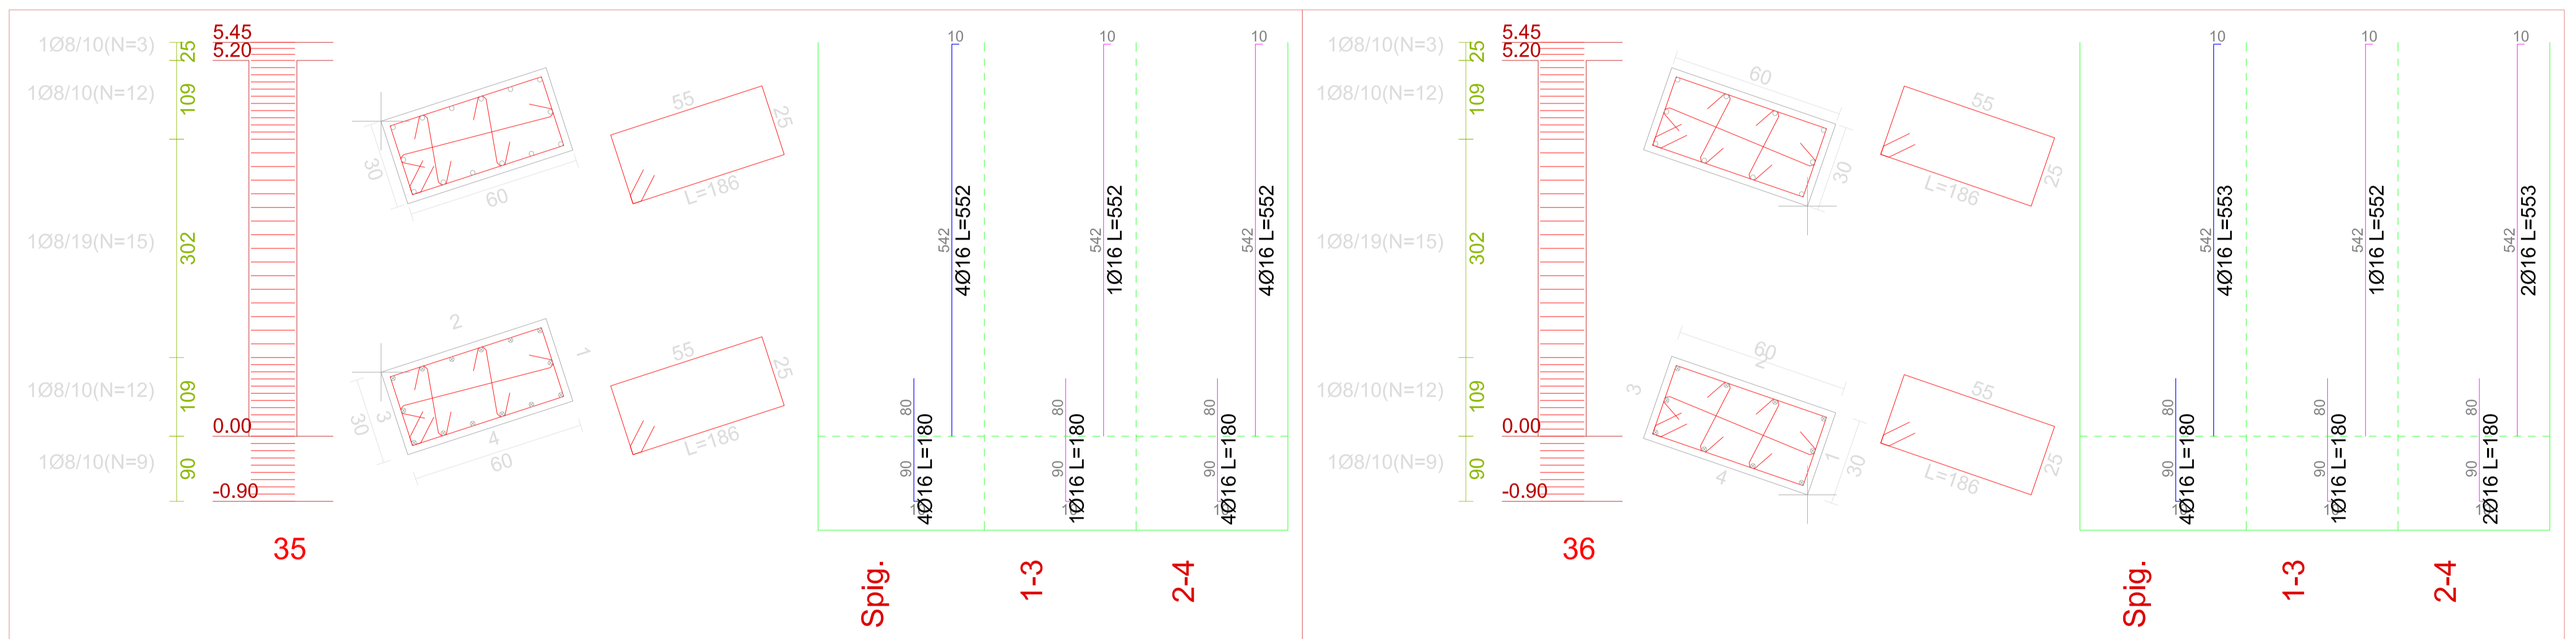 5.45
1Ø8/10(N=3)
25
5.20
1Ø8/10(N=12)
109
1Ø8/19(N=15)
302
1Ø8/10(N=12)
109
0.00
1Ø8/10(N=9)
90
-0.90
35
30
60
55
25
L=186
2
1
3
30
4
60
55
25
L=186
10
542
4Ø16 L=552
80
90
4Ø16 L=180
10
542
1Ø16 L=552
80
90
1Ø16 L=180
10
542
4Ø16 L=552
80
90
4Ø16 L=180
Spig.
1-3
2-4
5.45
1Ø8/10(N=3)
25
5.20
1Ø8/10(N=12)
109
1Ø8/19(N=15)
302
1Ø8/10(N=12)
109
0.00
1Ø8/10(N=9)
90
-0.90
36
60
30
55
25
L=186
60
2
3
1
30
4
55
25
L=186
10
542
4Ø16 L=553
80
90
4Ø16 L=180
10
542
1Ø16 L=552
80
90
1Ø16 L=180
10
542
2Ø16 L=553
80
90
2Ø16 L=180
Spig.
1-3
2-4